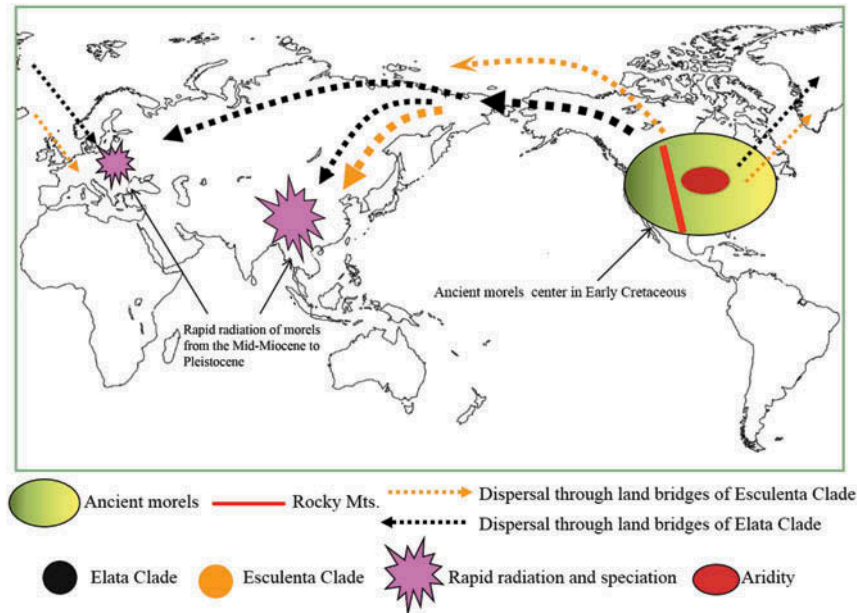 Ancient morels center in Early Cretaceous
Rapid radiation of morels
from the Mid-Miocene to
Pleistocene
Ancient morels
Rocky Mts.
Dispersal through land bridges of Esculenta Clade
Dispersal through land bridges of Elata Clade
Elata Clade
Esculenta Clade
Rapid radiation and speciation
Aridity